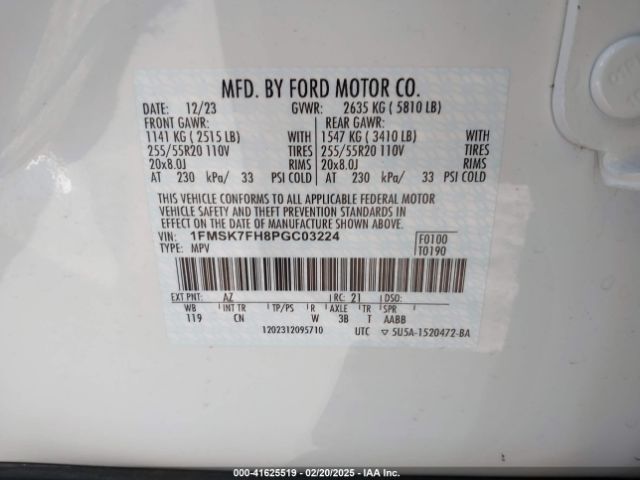 MFD. BY FORD MOTOR CO.
DATE: 12/23 GVWR: 2635 KG ( 5810 LB)
FRONT GAWR: REAR GAWR:
1141 KG ( 2515 LB) WITH 1547 KG ( 3410 LB) WITH
255/55R20 110V TIRES 255/55R20 110V TIRES
20x8.0J RIMS 20x8.0J RIMS
AT 230 kPa/ 33 PSI COLD AT 230 kPa/ 33 PSI COLD
THIS VEHICLE CONFORMS TO ALL APPLICABLE FEDERAL MOTOR
VEHICLE SAFETY AND THEFT PREVENTION STANDARDS IN
EFFECT ON THE DATE OF MANUFACTURE SHOWN ABOVE.
VIN: 1FMSK7FH8PGC03224 F0100
TYPE: MPV T0190
EXT PNT: AZ RC: 21 DSO:
WB INT TR TP/PS R AXLE TR SPR
119 CN W 3B T AABB
1202312095710 UTC 5U5A-1520472-BA
© IAA 41625519 - 02/20/2025 - IAAI.COM